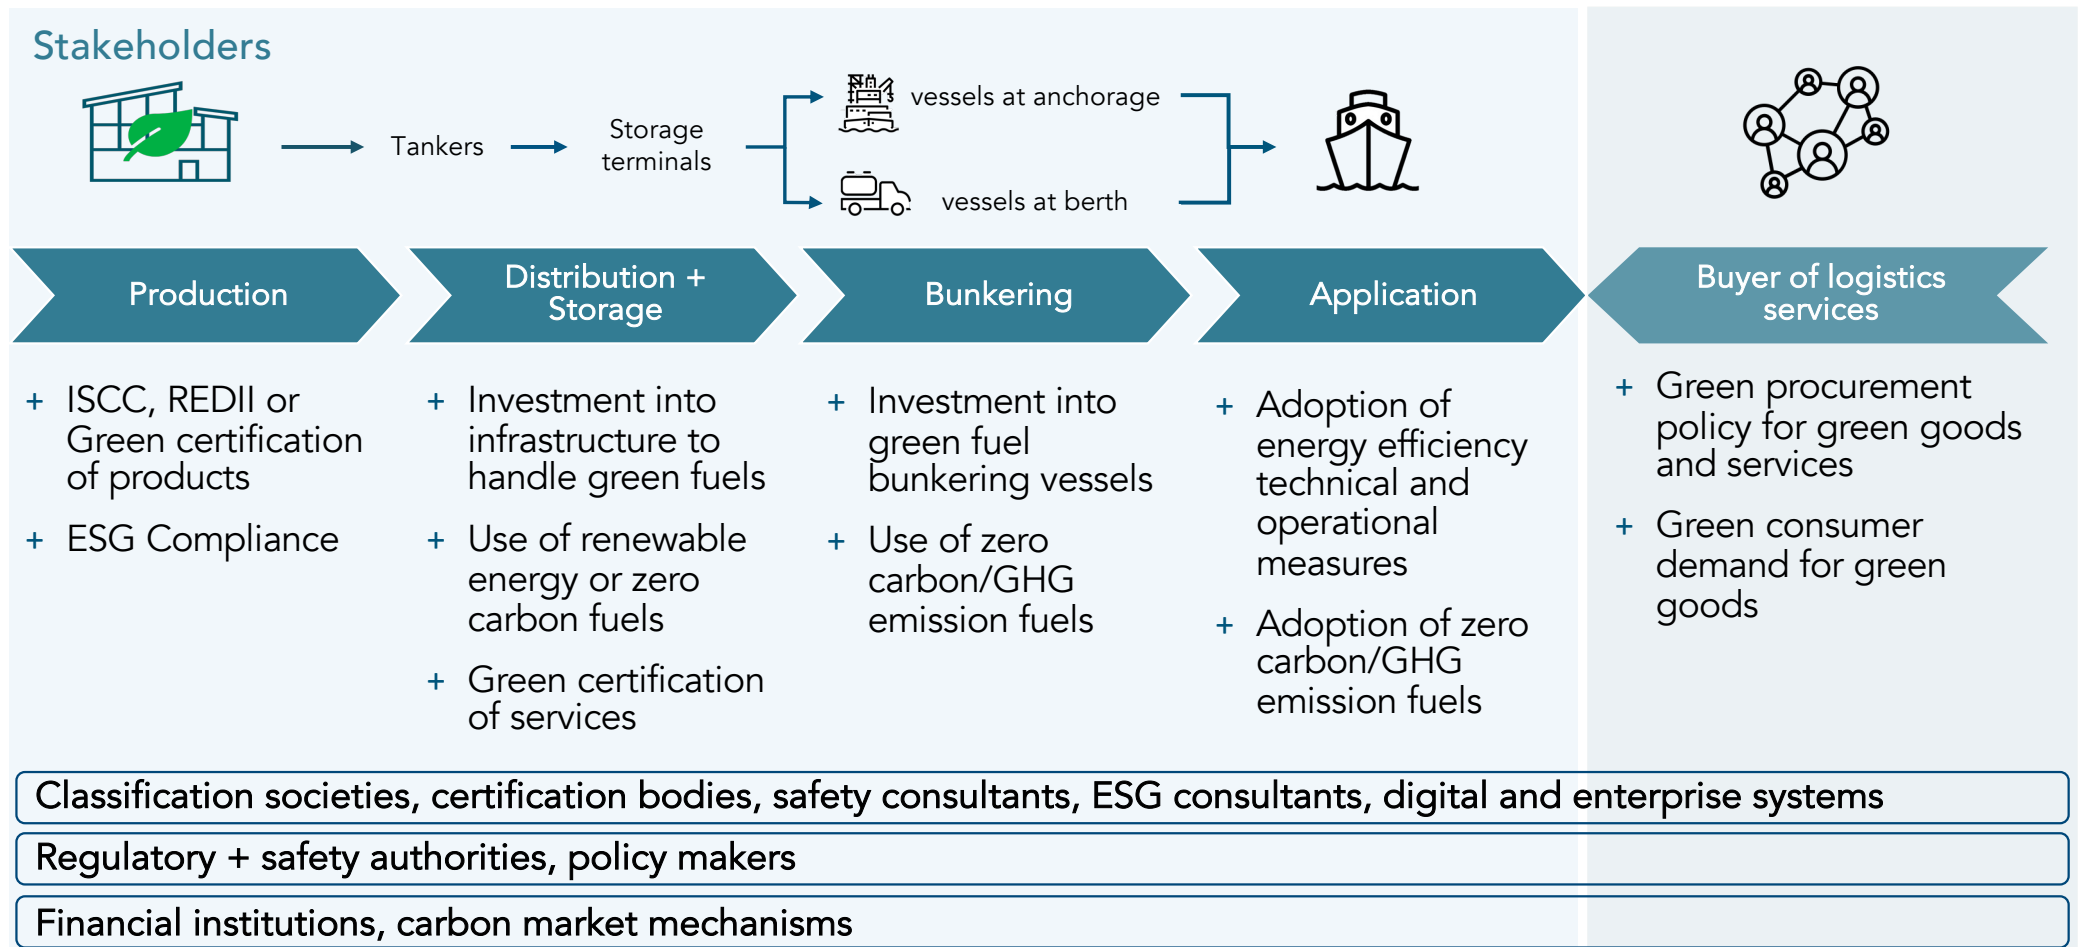 Stakeholders
Tankers
Storage
terminals
vessels at anchorage
vessels at berth
Production
Distribution +
Storage
Bunkering
Application
Buyer of logistics
services
+ ISCC, REDII or
Green certification
of products
+ ESG Compliance
+ Investment into
infrastructure to
handle green fuels
+ Use of renewable
energy or zero
carbon fuels
+ Green certification
of services
+ Investment into
green fuel
bunkering vessels
+ Use of zero
carbon/GHG
emission fuels
+ Adoption of
energy efficiency
technical and
operational
measures
+ Adoption of zero
carbon/GHG
emission fuels
+ Green procurement
policy for green goods
and services
+ Green consumer
demand for green
goods
Classification societies, certification bodies, safety consultants, ESG consultants, digital and enterprise systems
Regulatory + safety authorities, policy makers
Financial institutions, carbon market mechanisms